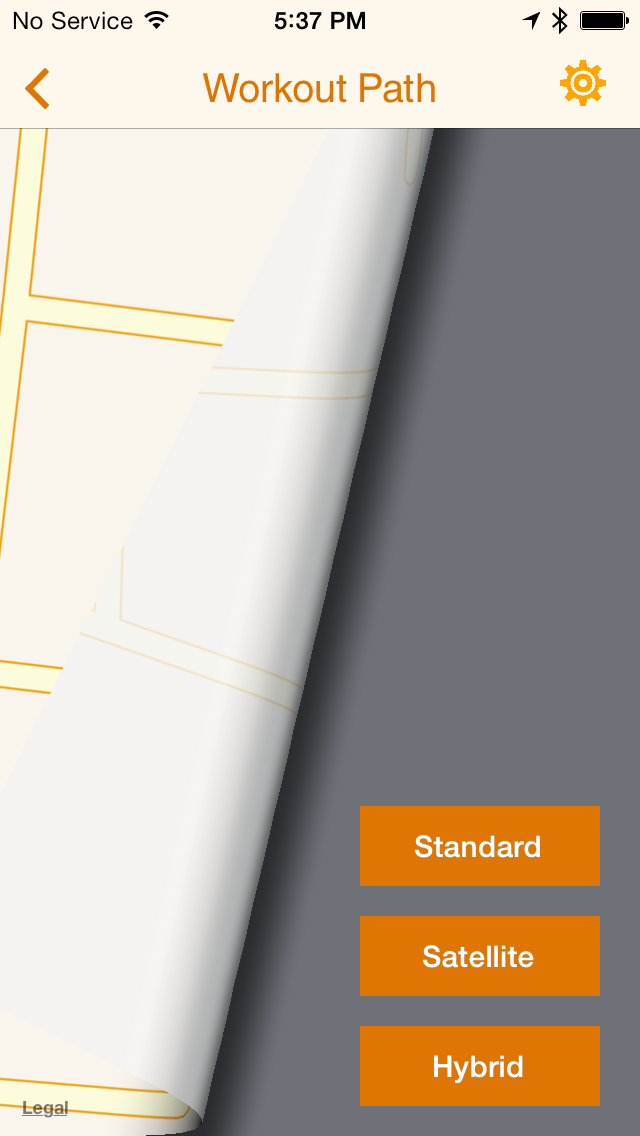 No Service 5:37 PM
Workout Path
Standard
Satellite
Hybrid
Legal